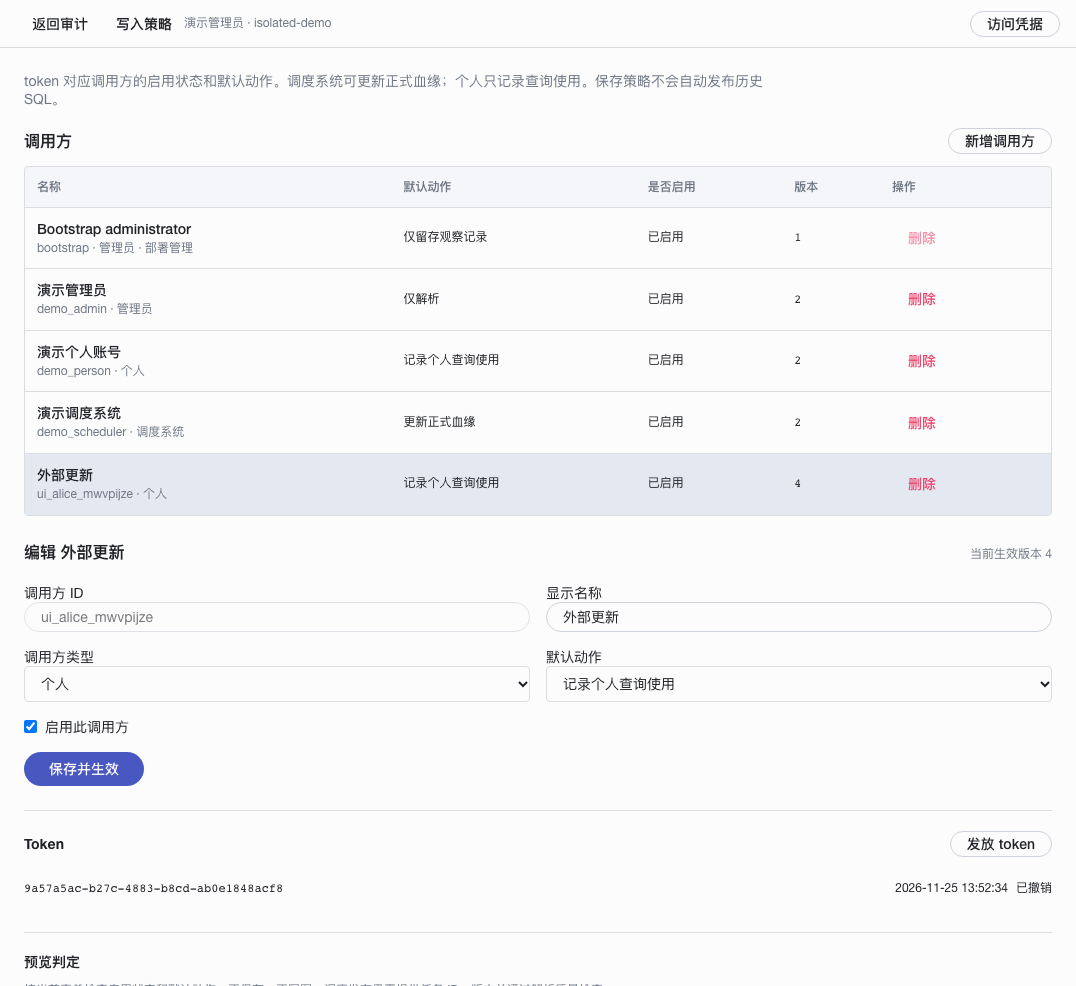 返回审计 写入策略 演示管理员 · isolated-demo 访问凭据
token 对应调用方的启用状态和默认动作。调度系统可更新正式血缘；个人只记录查询使用。保存策略不会自动发布历史
SQL。
调用方 新增调用方
名称 默认动作 是否启用 版本 操作
Bootstrap administrator
bootstrap · 管理员 · 部署管理
仅留存观察记录 已启用 1 删除
演示管理员
demo_admin · 管理员
仅解析 已启用 2 删除
演示个人账号
demo_person · 个人
记录个人查询使用 已启用 2 删除
演示调度系统
demo_scheduler · 调度系统
更新正式血缘 已启用 2 删除
外部更新
ui_alice_mwvpijze · 个人
记录个人查询使用 已启用 4 删除
编辑 外部更新 当前生效版本 4
调用方 ID 显示名称
ui_alice_mwvpijze 外部更新
调用方类型 默认动作
个人 记录个人查询使用
启用此调用方
保存并生效
Token 发放 token
9a57a5ac-b27c-4883-b8cd-ab0e1848acf8 2026-11-25 13:52:34 已撤销
预览判定